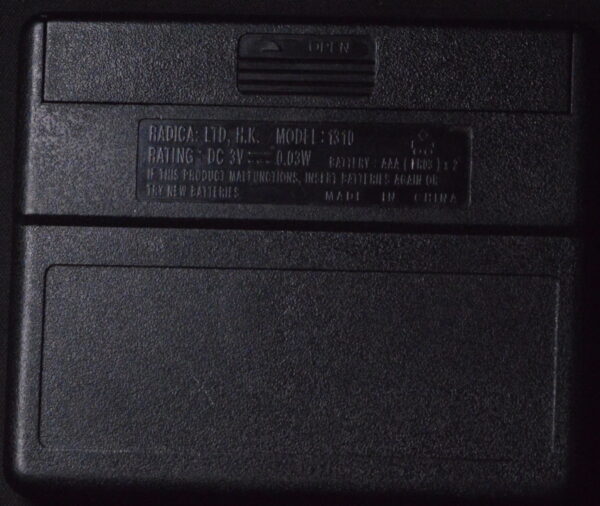 OPEN
RADICA: LTD, H.K. MODEL: 1310
RATING: DC 3V⎓ 0.03W BATTERY: AAA (R03) x 2
IF THIS PRODUCT MALFUNCTIONS, INSERT BATTERIES AGAIN OR
TRY NEW BATTERIES MADE IN CHINA